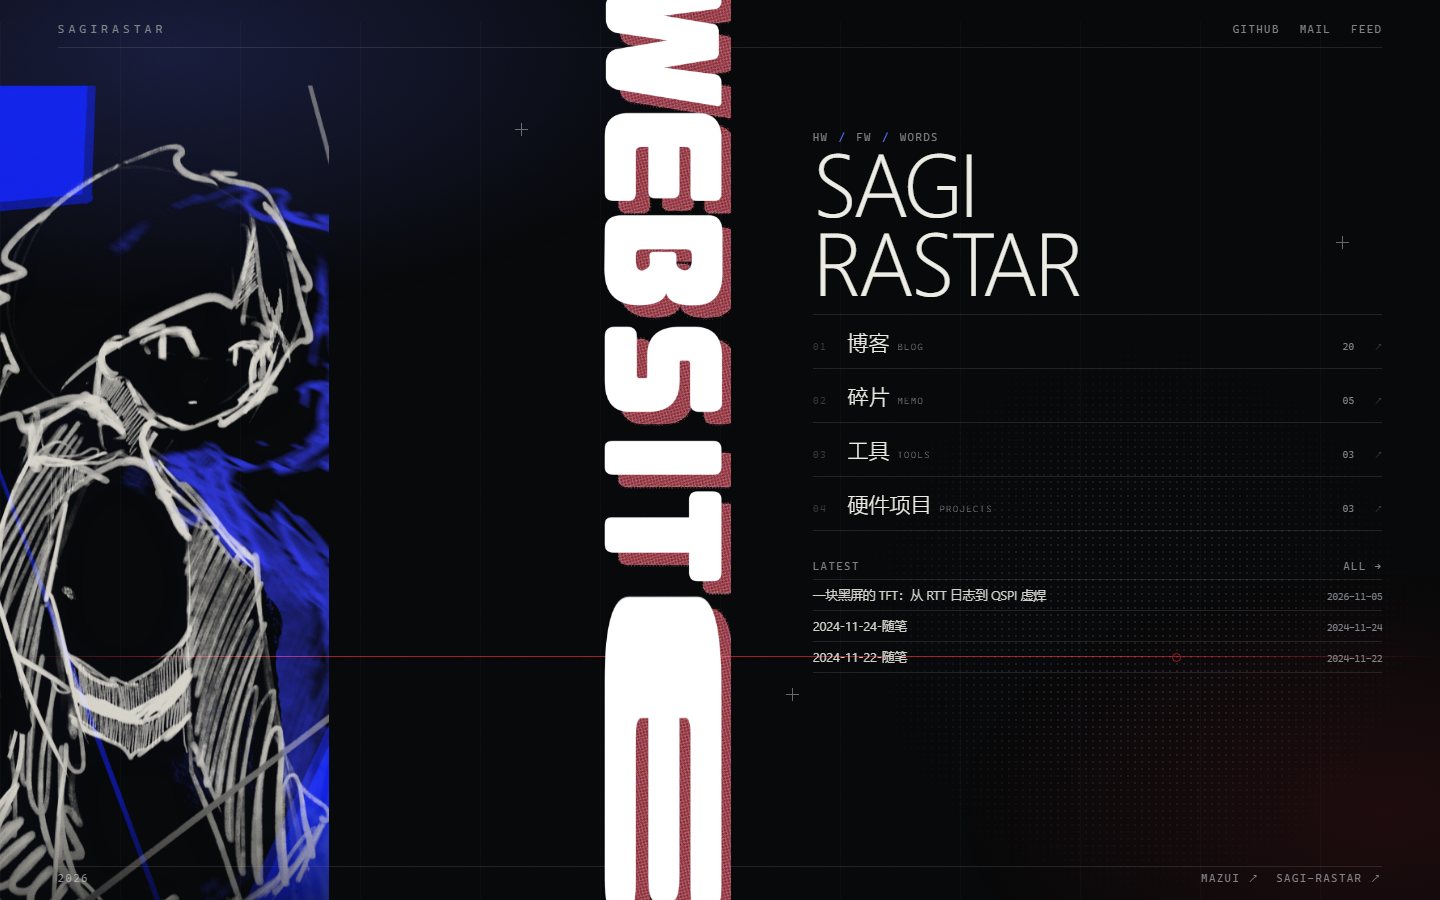 SAGIRASTAR
GITHUB MAIL FEED
WEBSITE
HW / FW / WORDS
SAGI
RASTAR
01 博客 BLOG 20 ↗
02 碎片 MEMO 05 ↗
03 工具 TOOLS 03 ↗
04 硬件项目 PROJECTS 03 ↗
LATEST ALL →
一块黑屏的 TFT：从 RTT 日志到 QSPI 虚焊 2026-11-05
2024-11-24-随笔 2024-11-24
2024-11-22-随笔 2024-11-22
2026
MAZUI ↗ SAGI-RASTAR ↗